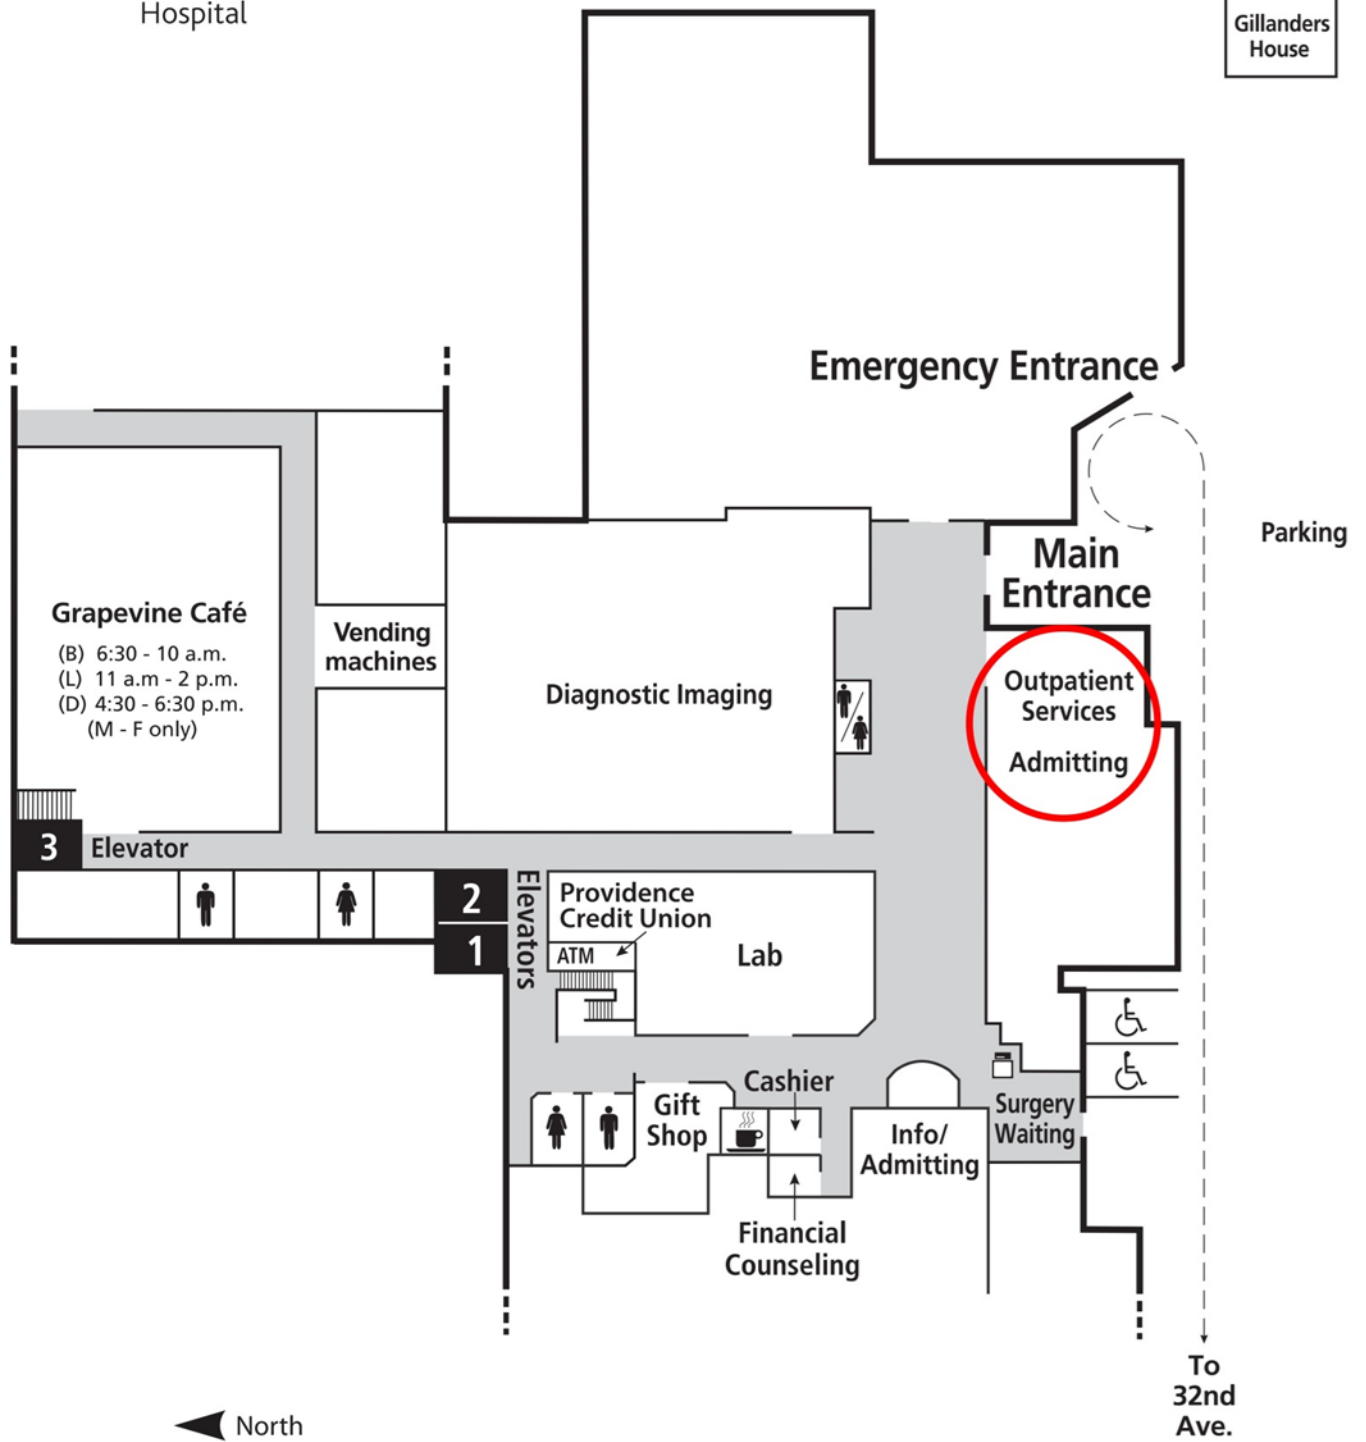 Hospital
Gillanders
House
Emergency Entrance
Parking
Main
Entrance
Grapevine Café
(B) 6:30 - 10 a.m.
(L) 11 a.m - 2 p.m.
(D) 4:30 - 6:30 p.m.
(M - F only)
Vending
machines
Diagnostic Imaging
Outpatient
Services
Admitting
3 Elevator
2
1
Elevators
Providence
Credit Union
ATM
Lab
Cashier
Gift
Shop
Info/
Admitting
Surgery
Waiting
Financial
Counseling
To
32nd
Ave.
North